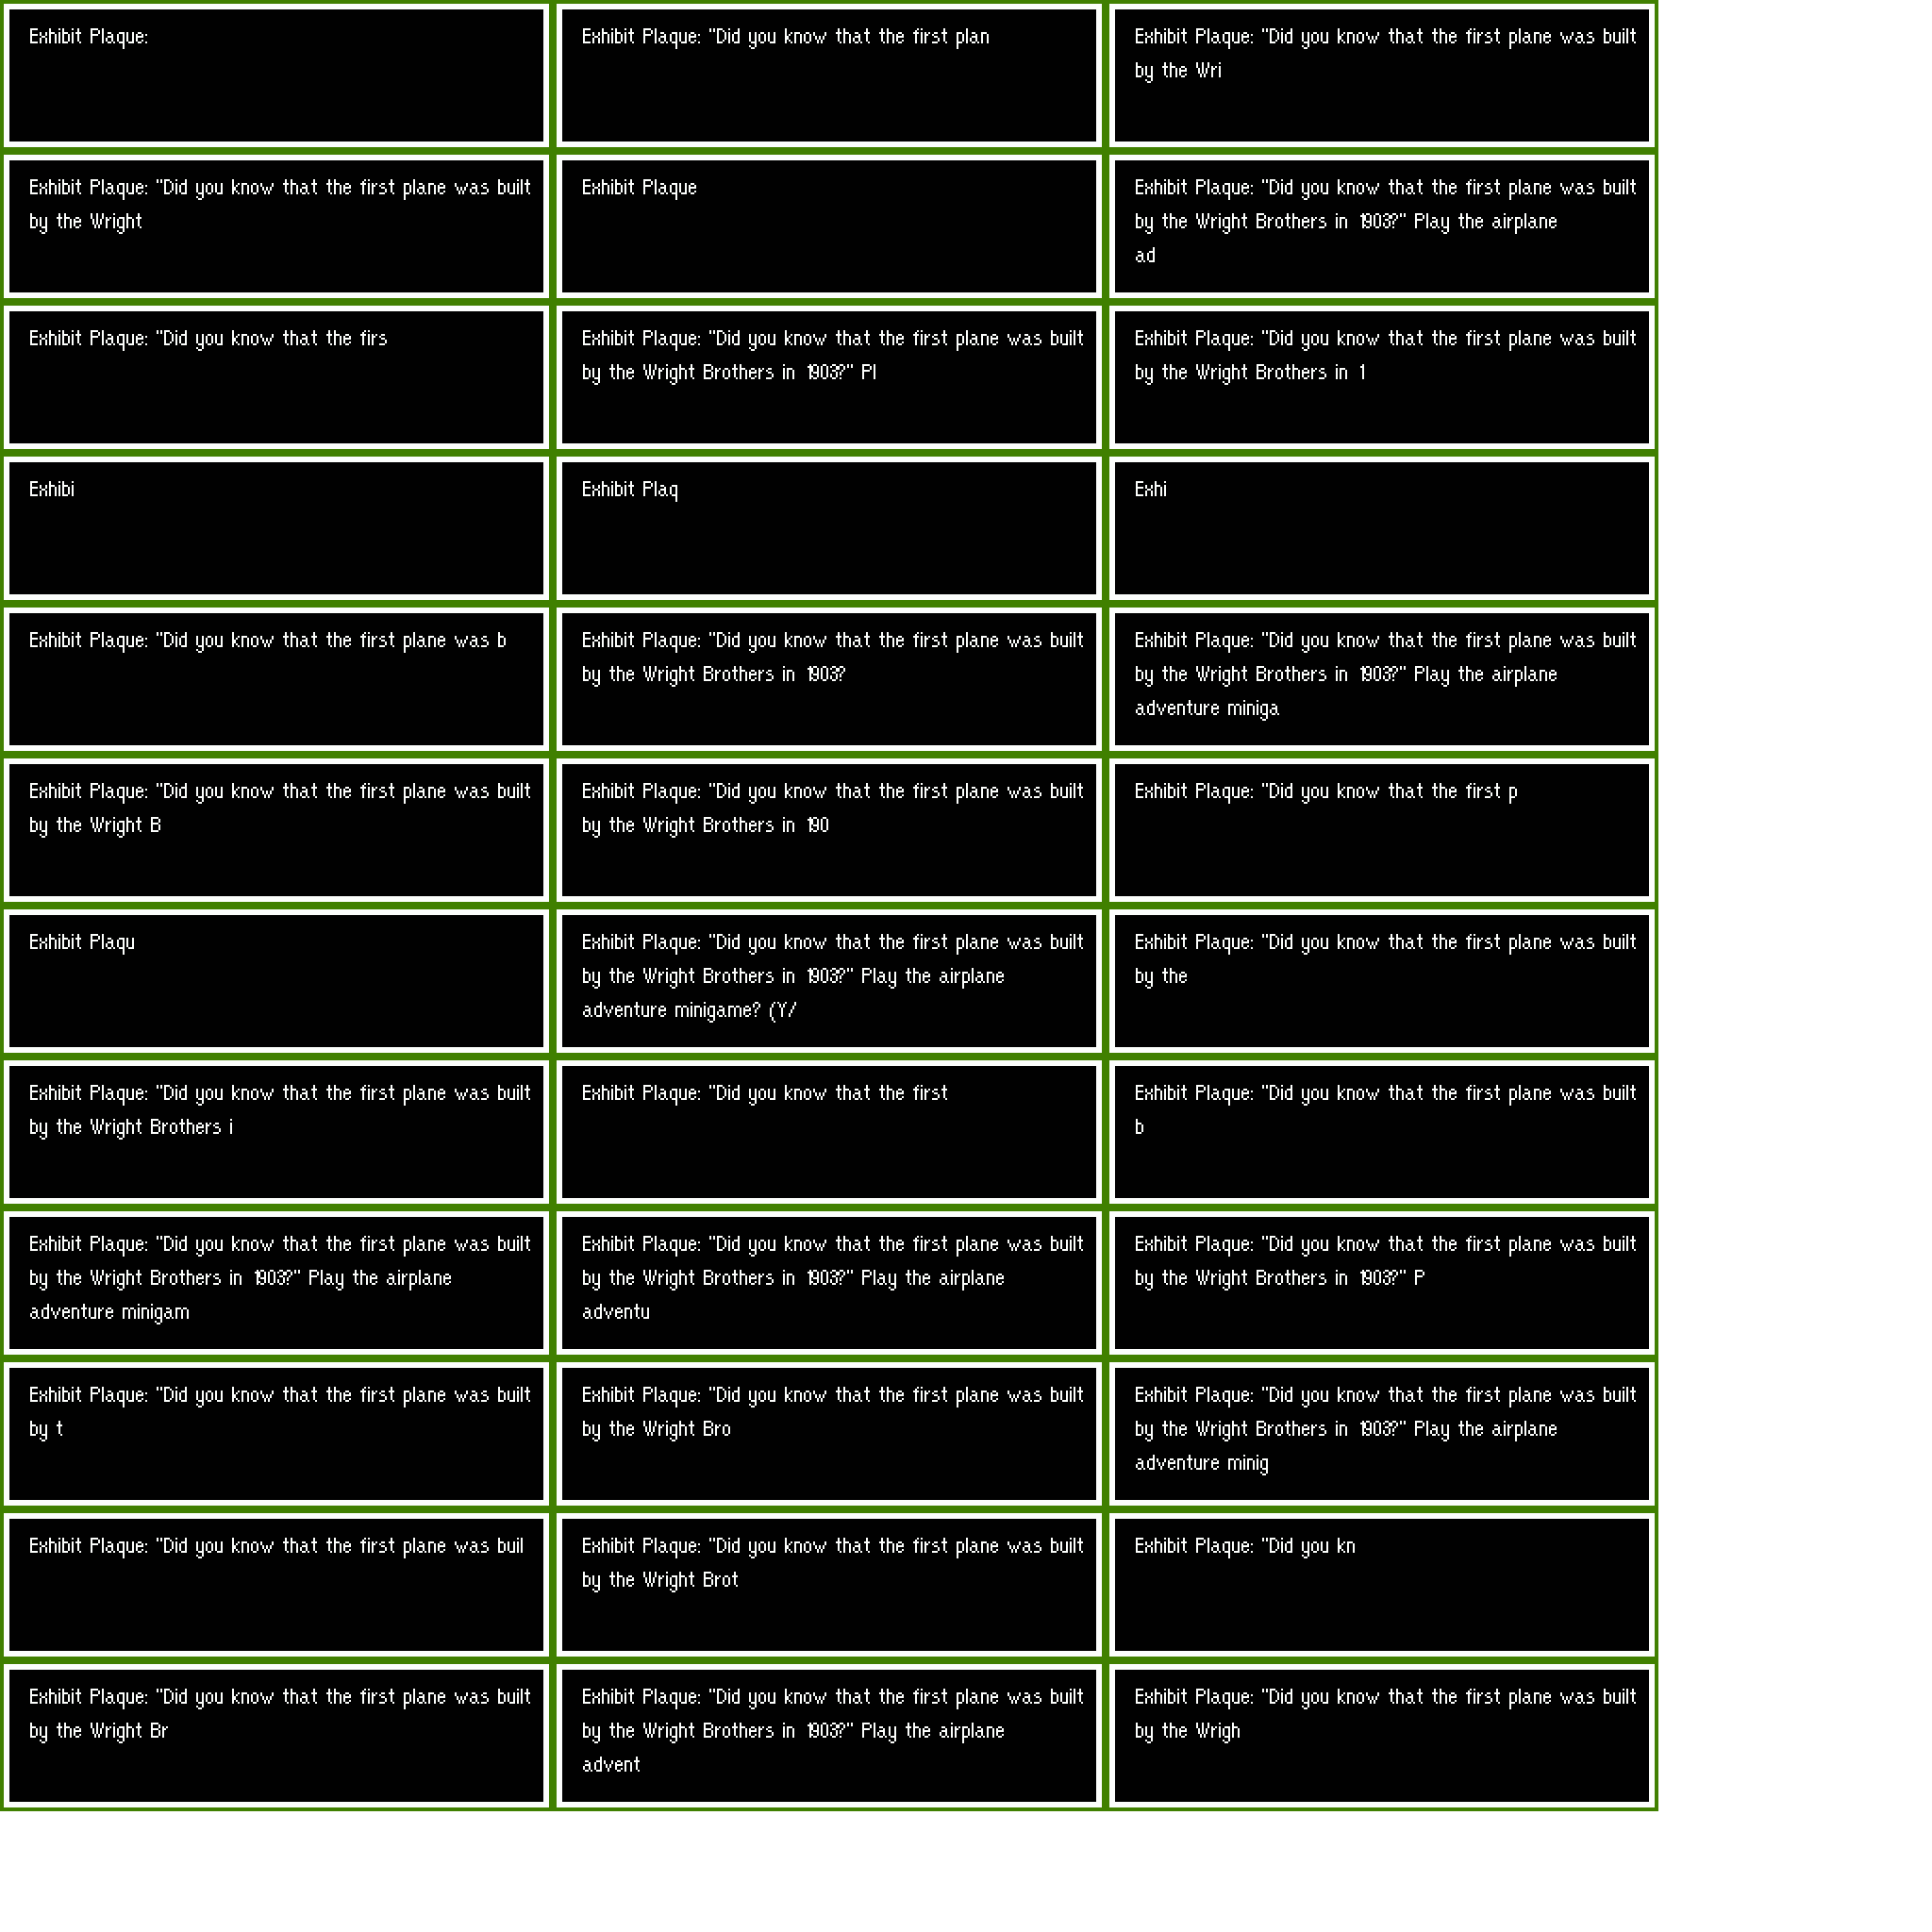 Exhibit Plaque:
Exhibit Plaque: "Did you know that the first plan
Exhibit Plaque: "Did you know that the first plane was built
by the Wri
Exhibit Plaque: "Did you know that the first plane was built
by the Wright
Exhibit Plaque
Exhibit Plaque: "Did you know that the first plane was built
by the Wright Brothers in 1903?" Play the airplane
ad
Exhibit Plaque: "Did you know that the firs
Exhibit Plaque: "Did you know that the first plane was built
by the Wright Brothers in 1903?" Pl
Exhibit Plaque: "Did you know that the first plane was built
by the Wright Brothers in 1
Exhibi
Exhibit Plaq
Exhi
Exhibit Plaque: "Did you know that the first plane was b
Exhibit Plaque: "Did you know that the first plane was built
by the Wright Brothers in 1903?
Exhibit Plaque: "Did you know that the first plane was built
by the Wright Brothers in 1903?" Play the airplane
adventure miniga
Exhibit Plaque: "Did you know that the first plane was built
by the Wright B
Exhibit Plaque: "Did you know that the first plane was built
by the Wright Brothers in 190
Exhibit Plaque: "Did you know that the first p
Exhibit Plaqu
Exhibit Plaque: "Did you know that the first plane was built
by the Wright Brothers in 1903?" Play the airplane
adventure minigame? (Y/
Exhibit Plaque: "Did you know that the first plane was built
by the
Exhibit Plaque: "Did you know that the first plane was built
by the Wright Brothers i
Exhibit Plaque: "Did you know that the first
Exhibit Plaque: "Did you know that the first plane was built
b
Exhibit Plaque: "Did you know that the first plane was built
by the Wright Brothers in 1903?" Play the airplane
adventure minigam
Exhibit Plaque: "Did you know that the first plane was built
by the Wright Brothers in 1903?" Play the airplane
adventu
Exhibit Plaque: "Did you know that the first plane was built
by the Wright Brothers in 1903?" P
Exhibit Plaque: "Did you know that the first plane was built
by t
Exhibit Plaque: "Did you know that the first plane was built
by the Wright Bro
Exhibit Plaque: "Did you know that the first plane was built
by the Wright Brothers in 1903?" Play the airplane
adventure minig
Exhibit Plaque: "Did you know that the first plane was buil
Exhibit Plaque: "Did you know that the first plane was built
by the Wright Brot
Exhibit Plaque: "Did you kn
Exhibit Plaque: "Did you know that the first plane was built
by the Wright Br
Exhibit Plaque: "Did you know that the first plane was built
by the Wright Brothers in 1903?" Play the airplane
advent
Exhibit Plaque: "Did you know that the first plane was built
by the Wrigh